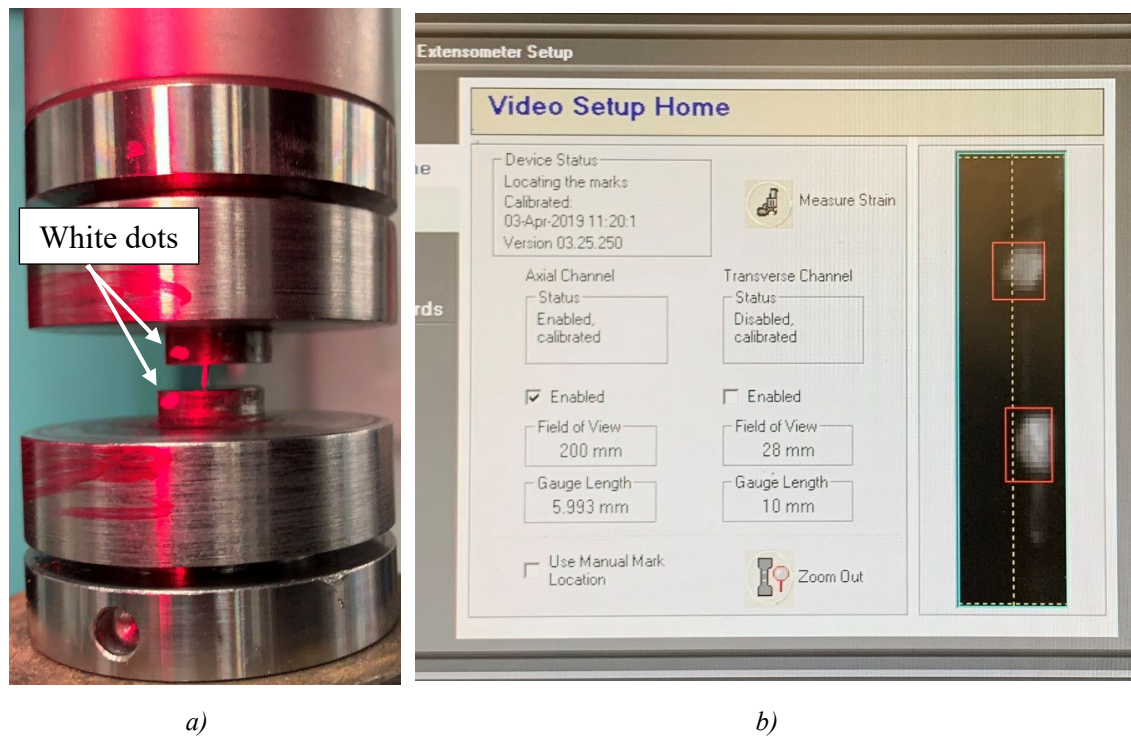 White dots
Extensometer Setup
Video Setup Home
Device Status
Locating the marks
Calibrated:
03-Apr-2019 11:20:1
Version 03.25.250
Measure Strain
Axial Channel
Transverse Channel
Status
Enabled,
calibrated
Status
Disabled,
calibrated
Enabled
Enabled
Field of View
200 mm
Field of View
28 mm
Gauge Length
5.993 mm
Gauge Length
10 mm
Use Manual Mark
Location
Zoom Out
a)
b)